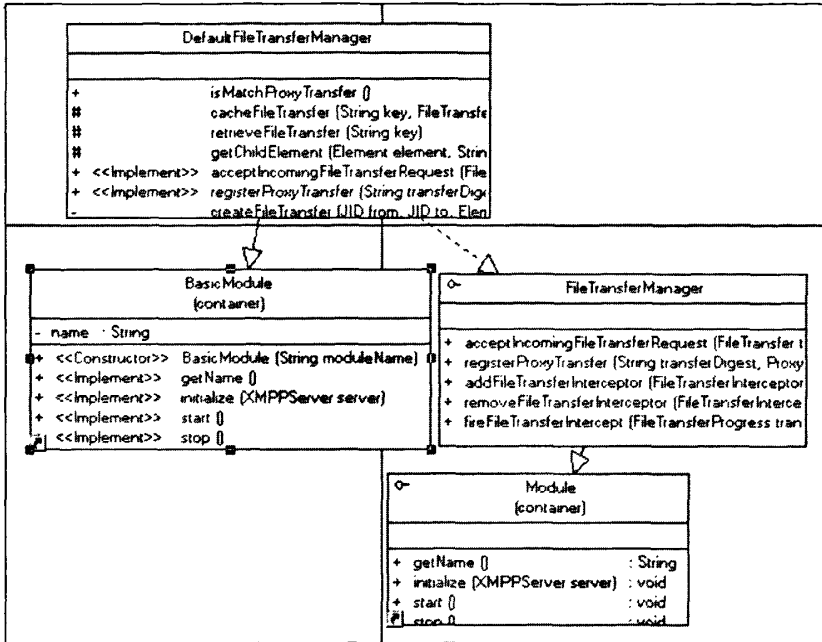 DefaultFileTransferManager
+ isMatchProxyTransfer ()
# cacheFileTransfer (String key, FileTransfe
# retrieveFileTransfer (String key)
# getChildElement (Element element, Strin
+ <<Implement>> acceptIncomingFileTransferRequest (File
+ <<Implement>> registerProxyTransfer (String transferDige
- createFileTransfer (JID from, JID to, Elem
BasicModule
(container)
- name : String
+ <<Constructor>> BasicModule (String moduleName)
+ <<Implement>> getName ()
+ <<Implement>> initialize (XMPPServer server)
+ <<Implement>> start ()
+ <<Implement>> stop ()
FileTransferManager
+ acceptIncomingFileTransferRequest (FileTransfer t
+ registerProxyTransfer (String transferDigest, Proxy
+ addFileTransferInterceptor (FileTransferInterceptor
+ removeFileTransferInterceptor (FileTransferInterce
+ fireFileTransferIntercept (FileTransferProgress tran
Module
(container)
+ getName () : String
+ initialize (XMPPServer server) : void
+ start () : void
stop () : void